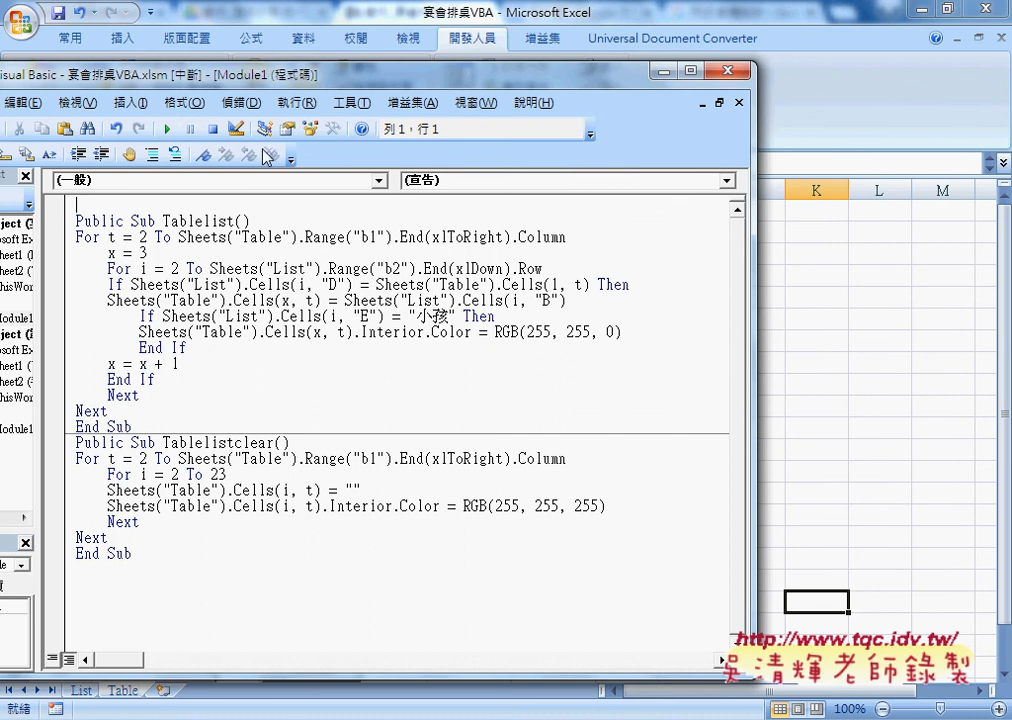 宴會排桌VBA - Microsoft Excel
常用 插入 版面配置 公式 資料 校閱 檢視 開發人員 增益集 Universal Document Converter
isual Basic - 宴會排桌VBA.xlsm [中斷] - [Module1 (程式碼)]
編輯(E) 檢視(V) 插入(I) 格式(O) 偵錯(D) 執行(R) 工具(T) 增益集(A) 視窗(W) 說明(H)
列 1，行 1
(一般) (宣告)
K L M
Public Sub Tablelist()
For t = 2 To Sheets("Table").Range("b1").End(xlToRight).Column
x = 3
For i = 2 To Sheets("List").Range("b2").End(xlDown).Row
If Sheets("List").Cells(i, "D") = Sheets("Table").Cells(1, t) Then
Sheets("Table").Cells(x, t) = Sheets("List").Cells(i, "B")
If Sheets("List").Cells(i, "E") = "小孩" Then
Sheets("Table").Cells(x, t).Interior.Color = RGB(255, 255, 0)
End If
x = x + 1
End If
Next
Next
End Sub
Public Sub Tablelistclear()
For t = 2 To Sheets("Table").Range("b1").End(xlToRight).Column
For i = 2 To 23
Sheets("Table").Cells(i, t) = ""
Sheets("Table").Cells(i, t).Interior.Color = RGB(255, 255, 255)
Next
Next
End Sub
http://www.tqc.idv.tw/
吳清輝老師錄製
List Table
就緒 100%